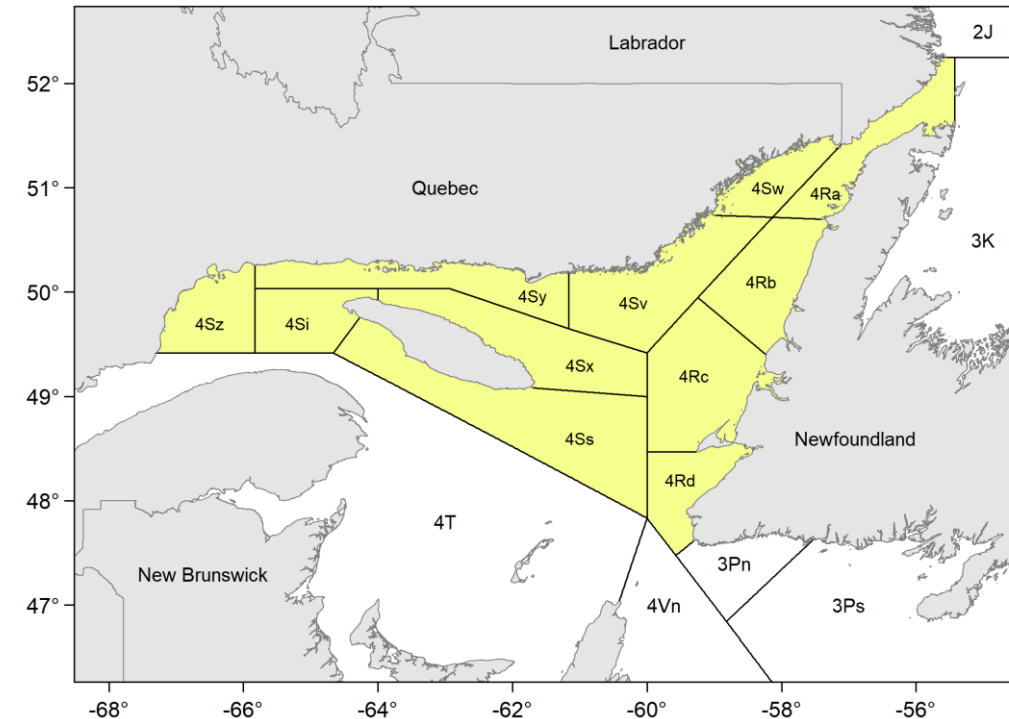 2J
Labrador
52°
51°
Quebec
4Sw
4Ra
3K
50°
4Sy
4Sv
4Rb
4Sz
4Si
4Sx
4Rc
49°
4Ss
Newfoundland
4Rd
48°
4T
3Pn
New Brunswick
47°
4Vn
3Ps
-68° -66° -64° -62° -60° -58° -56°